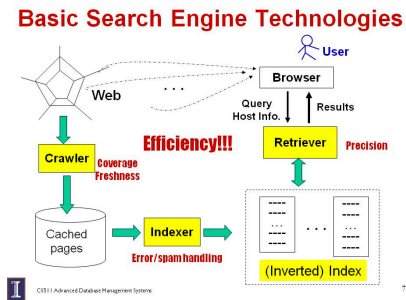 Basic Search Engine Technologies
User
Web
. . .
Browser
Query
Host Info.
Results
Efficiency!!!
Crawler
Coverage
Freshness
Retriever
Precision
Cached
pages
Indexer
Error/spam handling
----
----
...
----
----
. . .
----
----
...
----
----
(Inverted) Index
I
CS511 Advanced Database Management Systems
7